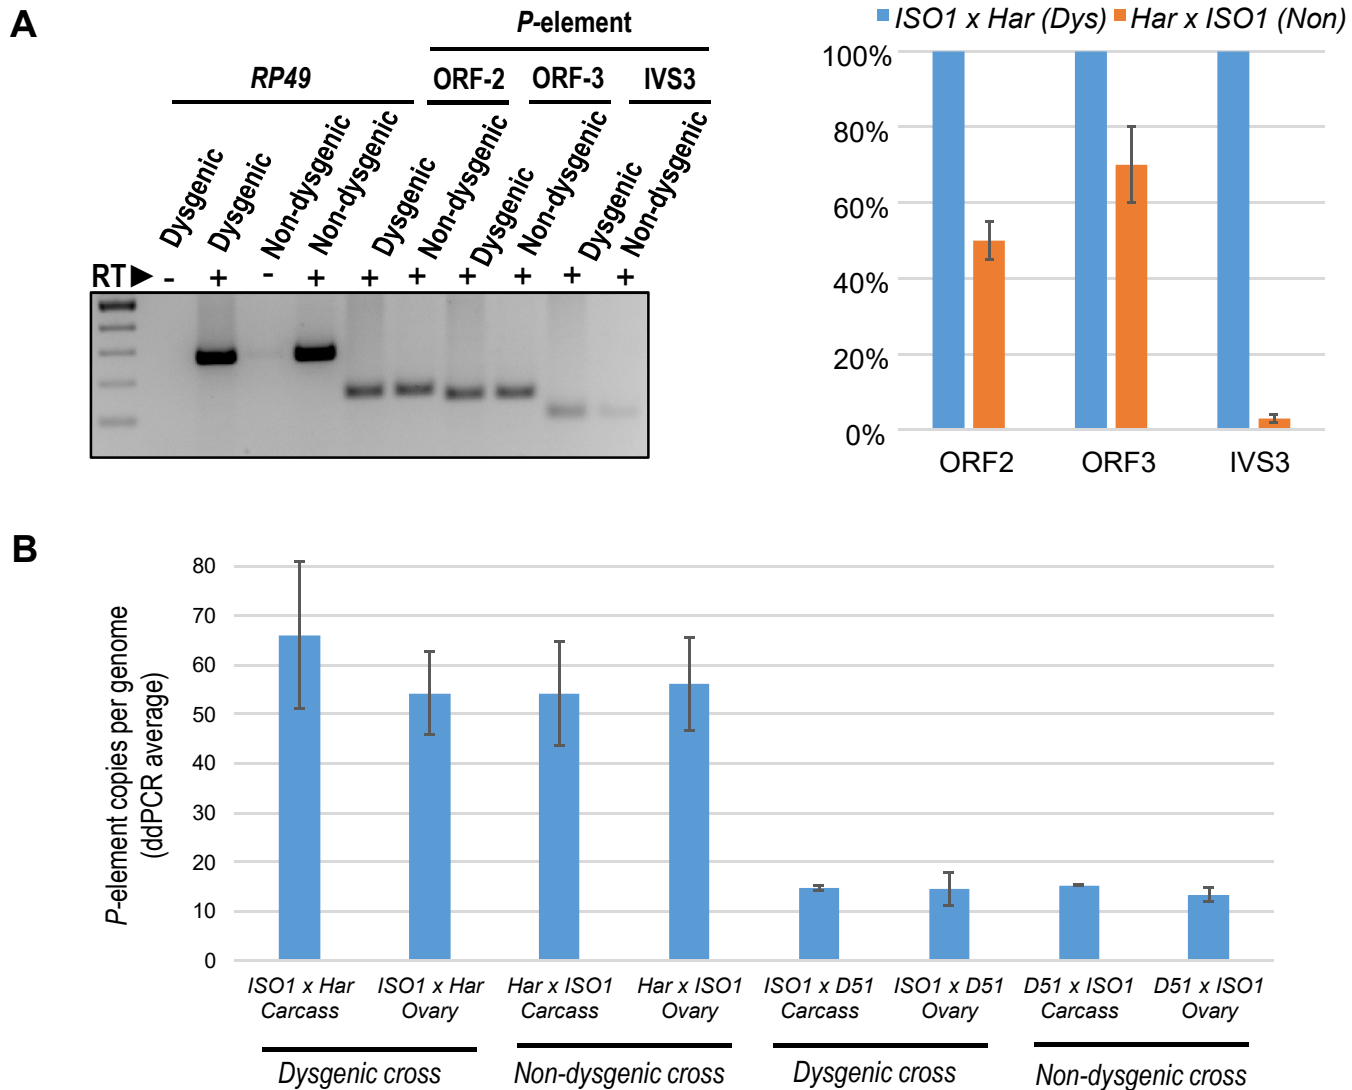 A
P-element
RP49
ORF-2
ORF-3
IVS3
Dysgenic
Dysgenic
Non-dysgenic
Non-dysgenic
Dysgenic
Non-dysgenic
Dysgenic
Non-dysgenic
Dysgenic
Non-dysgenic
RT ► - + - + + + + + + +
ISO1 x Har (Dys) Har x ISO1 (Non)
100%
80%
60%
40%
20%
0%
ORF2 ORF3 IVS3
B
P-element copies per genome
(ddPCR average)
80
70
60
50
40
30
20
10
0
ISO1 x Har Carcass
ISO1 x Har Ovary
Har x ISO1 Carcass
Har x ISO1 Ovary
ISO1 x D51 Carcass
ISO1 x D51 Ovary
D51 x ISO1 Carcass
D51 x ISO1 Ovary
Dysgenic cross
Non-dysgenic cross
Dysgenic cross
Non-dysgenic cross